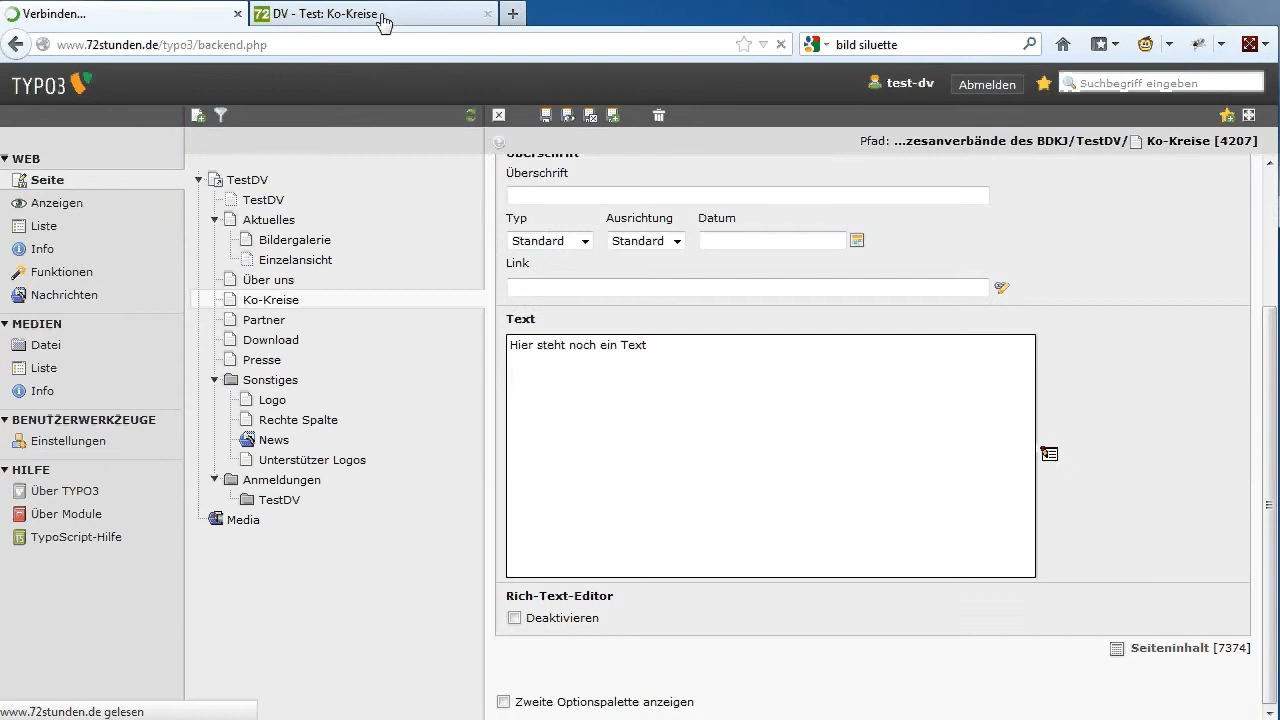 Verbinden...
72 DV - Test: Ko-Kreise
www.72stunden.de/typo3/backend.php
bild siluette
TYPO3
test-dv
Abmelden
Suchbegriff eingeben
Pfad: ...zesanverbände des BDKJ/TestDV/ Ko-Kreise [4207]
WEB
Seite
Anzeigen
Liste
Info
Funktionen
Nachrichten
MEDIEN
Datei
Liste
Info
BENUTZERWERKZEUGE
Einstellungen
HILFE
Über TYPO3
Über Module
TypoScript-Hilfe
TestDV
TestDV
Aktuelles
Bildergalerie
Einzelansicht
Über uns
Ko-Kreise
Partner
Download
Presse
Sonstiges
Logo
Rechte Spalte
News
Unterstützer Logos
Anmeldungen
TestDV
Media
Überschrift
Überschrift
Typ Ausrichtung Datum
Standard Standard
Link
Text
Hier steht noch ein Text
Rich-Text-Editor
Deaktivieren
Seiteninhalt [7374]
Zweite Optionspalette anzeigen
www.72stunden.de gelesen